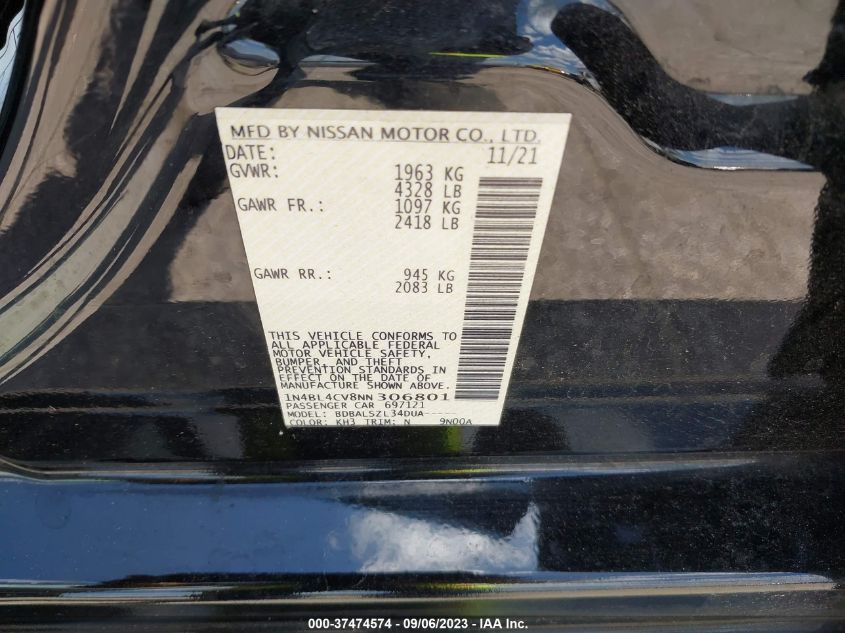 MFD BY NISSAN MOTOR CO., LTD.
DATE: 11/21
GVWR: 1963 KG
4328 LB
GAWR FR.: 1097 KG
2418 LB
GAWR RR.: 945 KG
2083 LB
THIS VEHICLE CONFORMS TO
ALL APPLICABLE FEDERAL
MOTOR VEHICLE SAFETY,
BUMPER, AND THEFT
PREVENTION STANDARDS IN
EFFECT ON THE DATE OF
MANUFACTURE SHOWN ABOVE.
1N4BL4CV8NN306801
PASSENGER CAR 697121
MODEL: BDBALSZL34DUA-----
COLOR: KH3 TRIM: N 9N00A
000-37474574 - 09/06/2023 - IAA Inc.